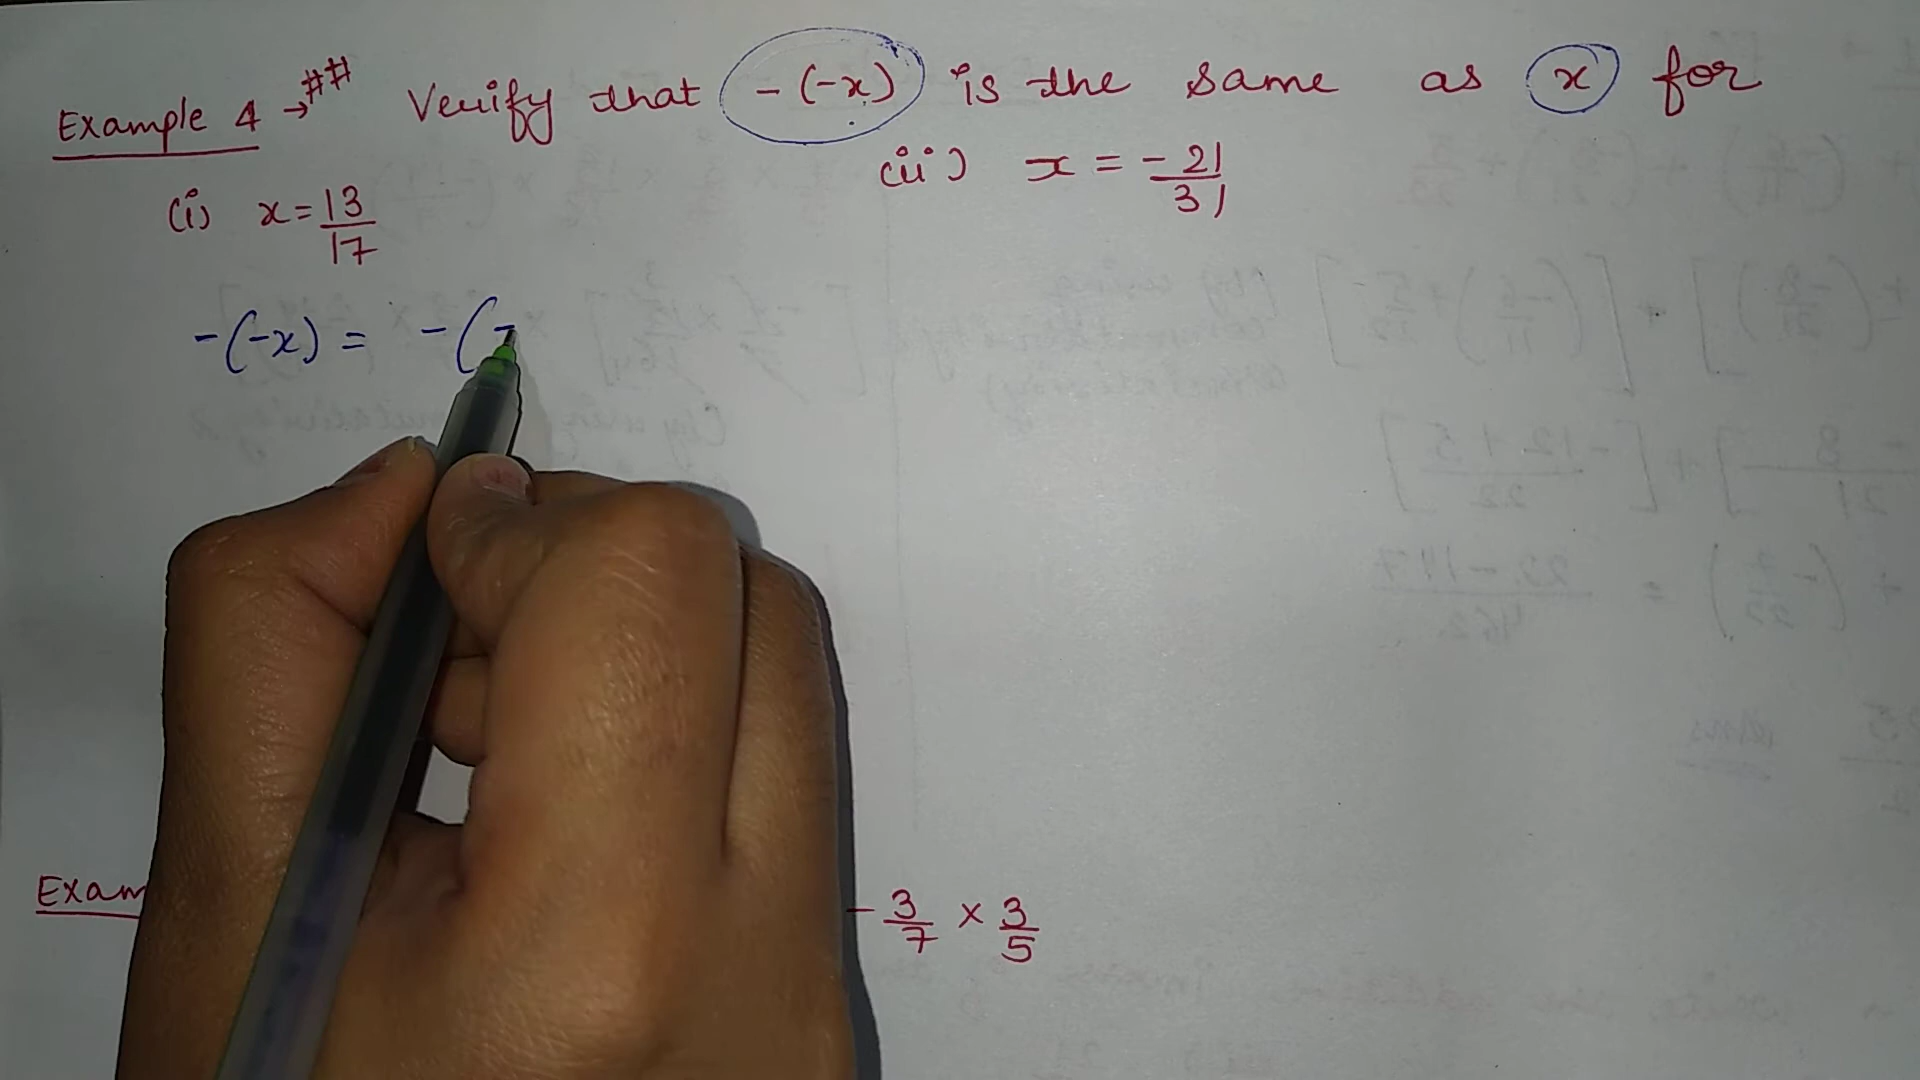 Example 4 → ## Verify that -(-x) is the same as x for
(i) x = 13/17
(ii) x = -21/31
-(-x) = -(-
Exam
- 3/7 × 3/5